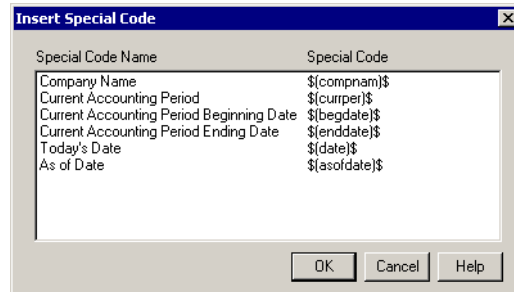 Insert Special Code
Special Code Name Special Code
Company Name $(compnam)$
Current Accounting Period $(currper)$
Current Accounting Period Beginning Date $(begdate)$
Current Accounting Period Ending Date $(enddate)$
Today's Date $(date)$
As of Date $(asofdate)$
OK Cancel Help